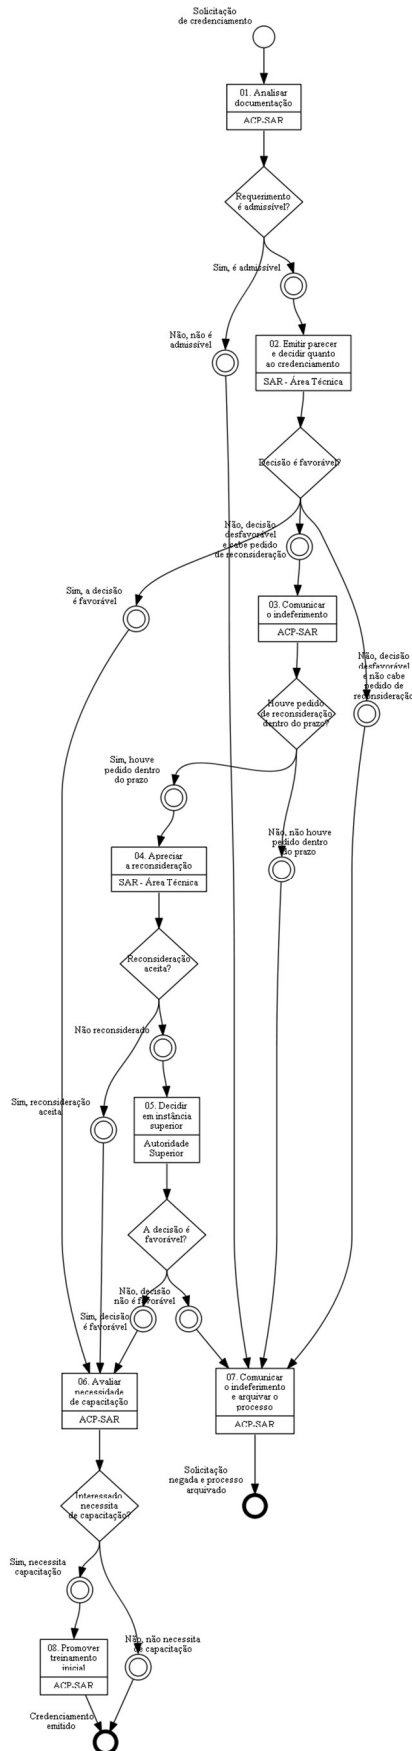 Solicitação
de credenciamento
01. Analisar
documentação
ACP-SAR
Requerimento
é admissível?
Sim, é admissível
Não, não é
admissível
02. Emitir parecer
e decidir quanto
ao credenciamento
SAR - Área Técnica
Decisão é favorável?
Não, decisão
desfavorável
e cabe pedido
de reconsideração
Sim, a decisão
é favorável
03. Comunicar
o indeferimento
ACP-SAR
Não, decisão
desfavorável
e não cabe
pedido de
reconsideração
Houve pedido
de reconsideração
dentro do prazo?
Sim, houve
pedido dentro
do prazo
Não, não houve
pedido dentro
do prazo
04. Apreciar
a reconsideração
SAR - Área Técnica
Reconsideração
aceita?
Não reconsiderado
Sim, reconsideração
aceita
05. Decidir
em instância
superior
Autoridade
Superior
A decisão é
favorável?
Não, decisão
não é favorável
Sim, decisão
é favorável
06. Avaliar
necessidade
de capacitação
ACP-SAR
07. Comunicar
o indeferimento
e arquivar o
processo
ACP-SAR
Solicitação
negada e processo
arquivado
Interessado
necessita
de capacitação?
Sim, necessita
capacitação
Não, não necessita
de capacitação
08. Promover
treinamento
inicial
ACP-SAR
Credenciamento
emitido